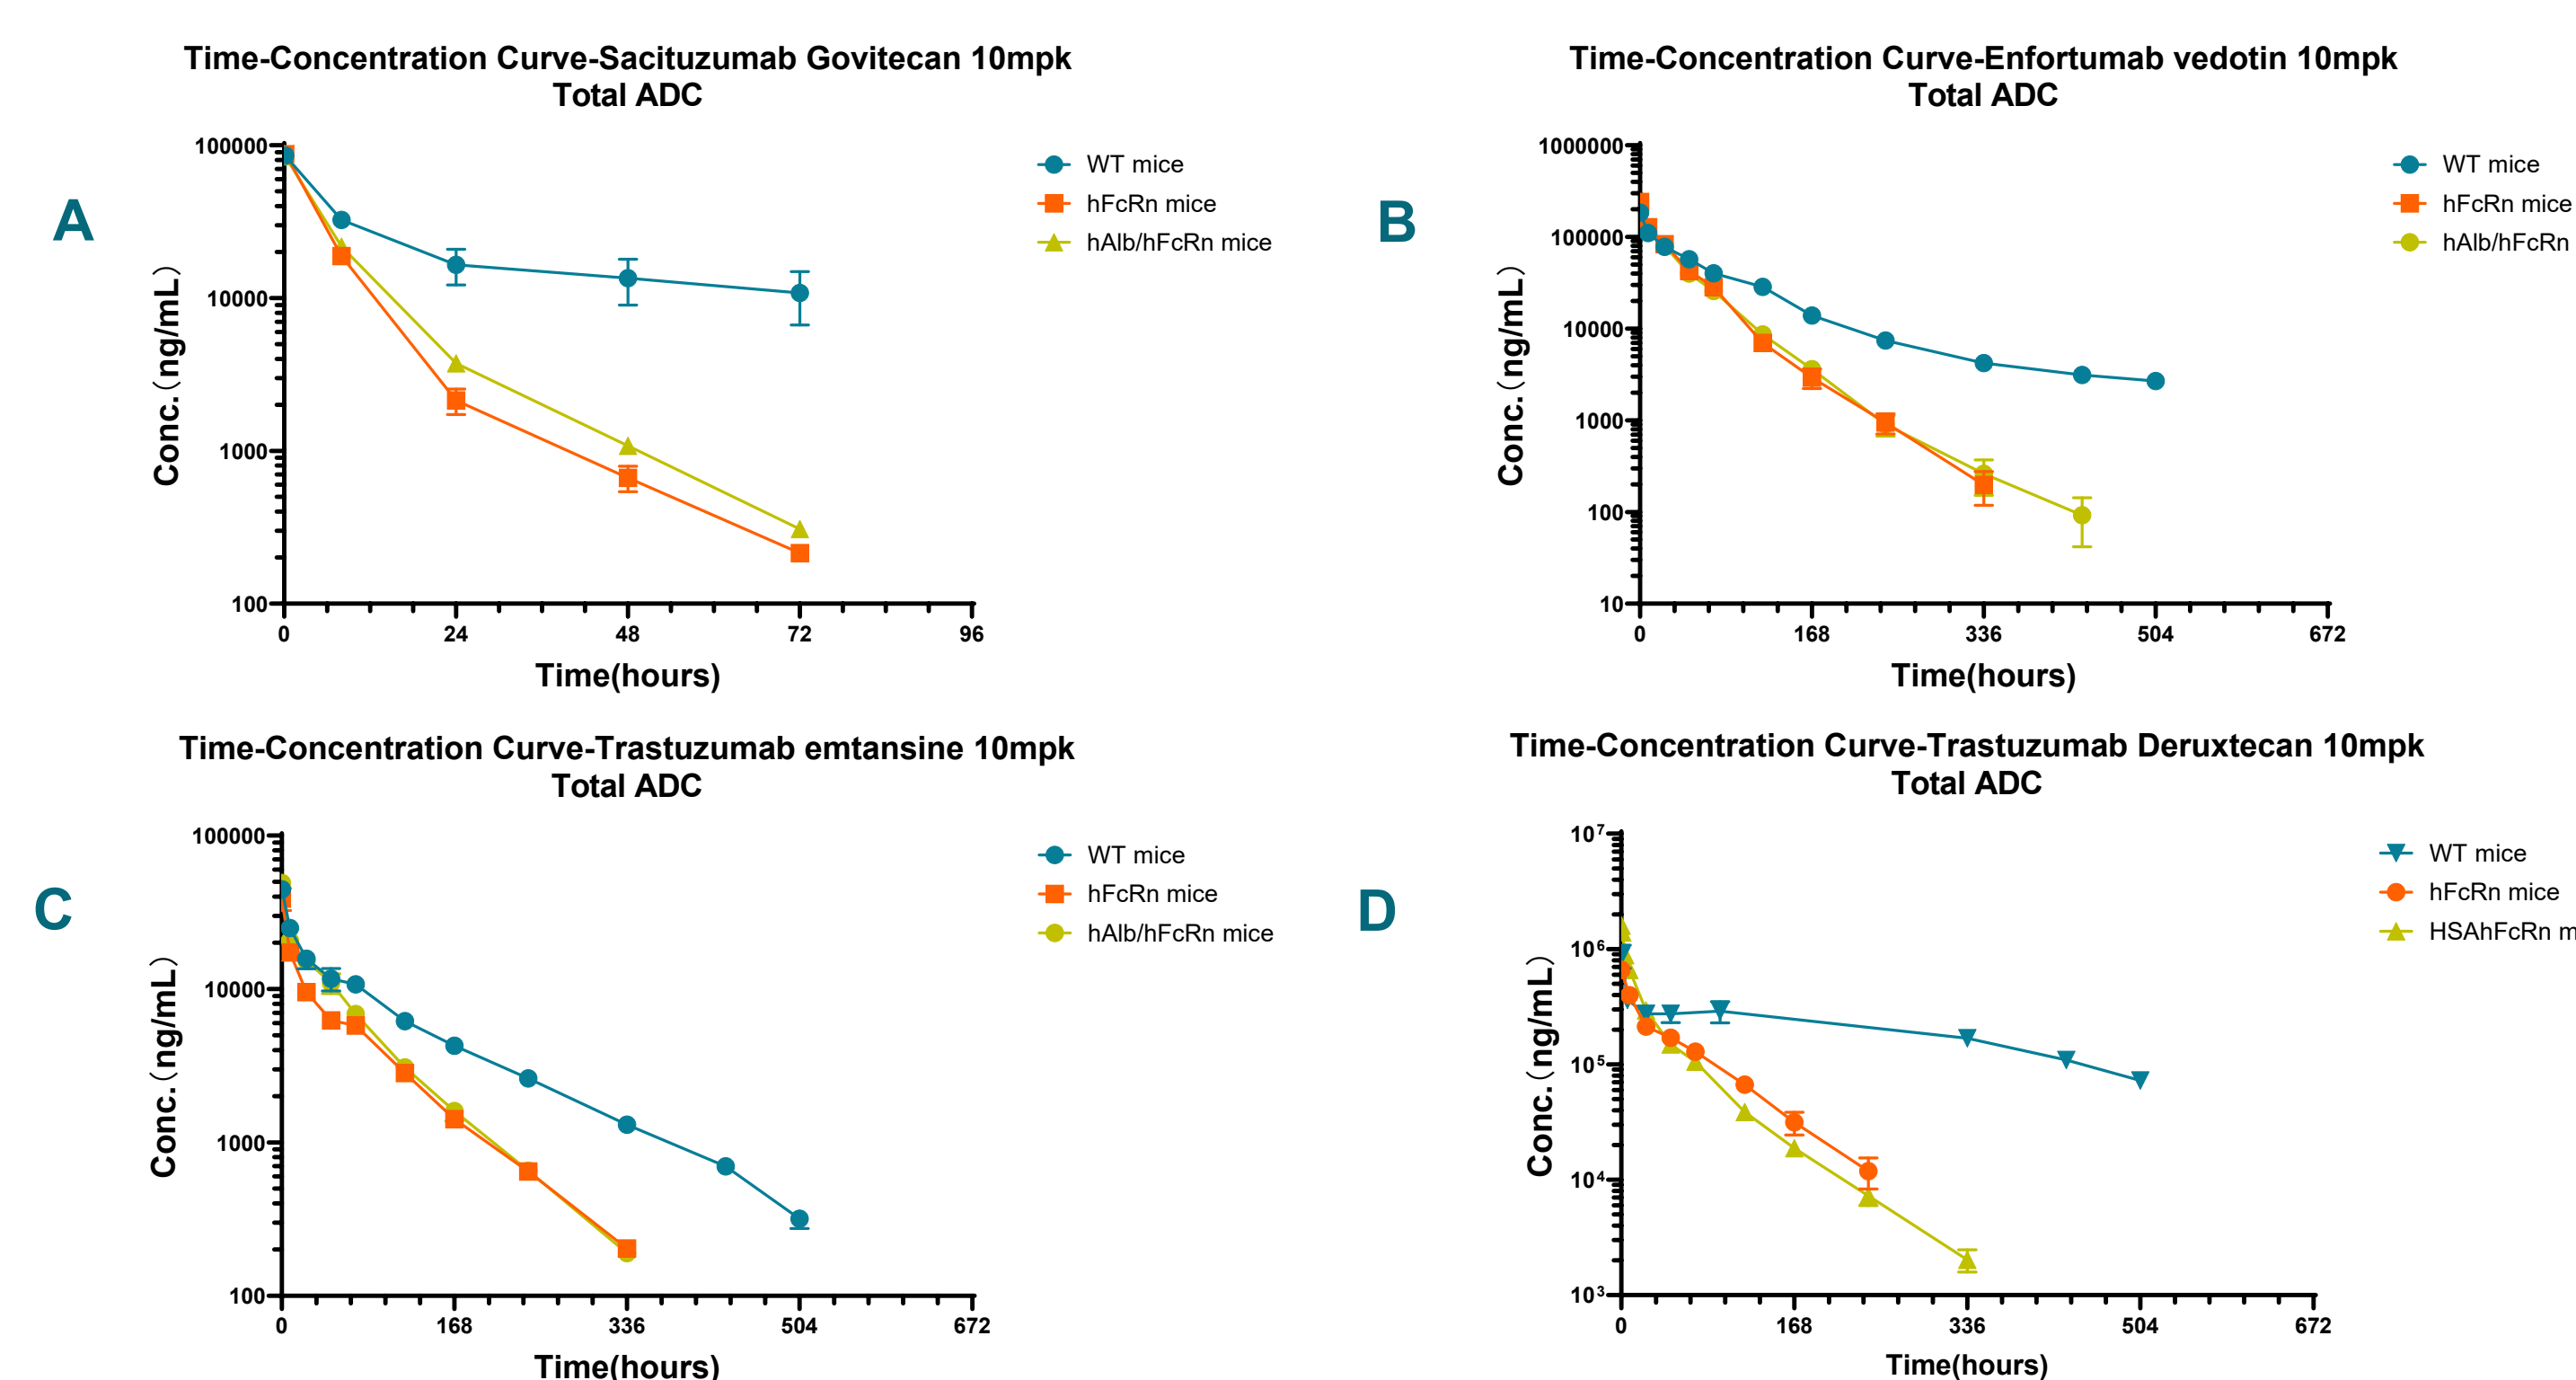 Time-Concentration Curve-Sacituzumab Govitecan 10mpk
Total ADC
A
Conc.（ng/mL）
100000
10000
1000
100
0 24 48 72 96
Time(hours)
WT mice
hFcRn mice
hAlb/hFcRn mice
Time-Concentration Curve-Enfortumab vedotin 10mpk
Total ADC
B
Conc.（ng/mL）
1000000
100000
10000
1000
100
10
0 168 336 504 672
Time(hours)
WT mice
hFcRn mice
hAlb/hFcRn
Time-Concentration Curve-Trastuzumab emtansine 10mpk
Total ADC
C
Conc.（ng/mL）
100000
10000
1000
100
0 168 336 504 672
Time(hours)
WT mice
hFcRn mice
hAlb/hFcRn mice
Time-Concentration Curve-Trastuzumab Deruxtecan 10mpk
Total ADC
D
Conc.（ng/mL）
10⁷
10⁶
10⁵
10⁴
10³
0 168 336 504 672
Time(hours)
WT mice
hFcRn mice
HSAhFcRn m